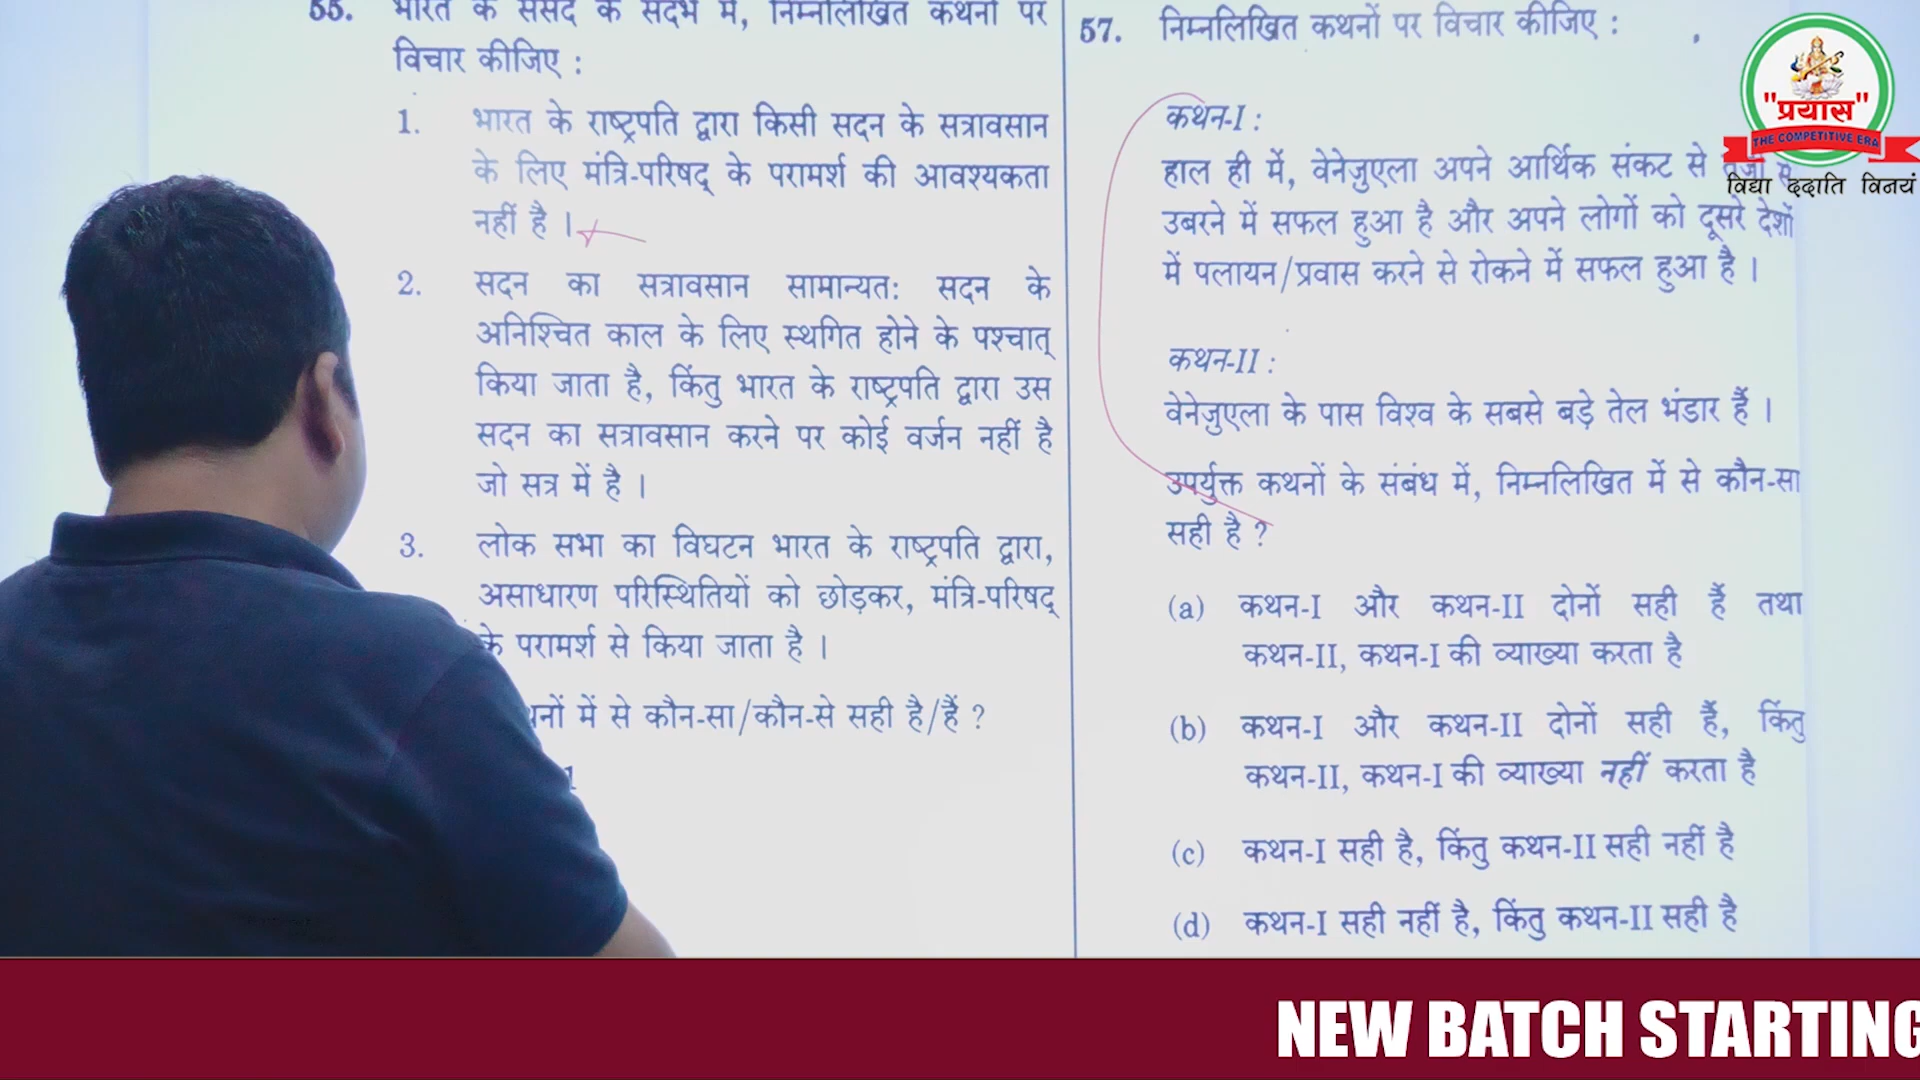 55. भारत के संसद के संदर्भ में, निम्नलिखित कथनों पर
विचार कीजिए :
1. भारत के राष्ट्रपति द्वारा किसी सदन के सत्रावसान
के लिए मंत्रि-परिषद् के परामर्श की आवश्यकता
नहीं है ।
2. सदन का सत्रावसान सामान्यतः सदन के
अनिश्चित काल के लिए स्थगित होने के पश्चात्
किया जाता है, किंतु भारत के राष्ट्रपति द्वारा उस
सदन का सत्रावसान करने पर कोई वर्जन नहीं है
जो सत्र में है ।
3. लोक सभा का विघटन भारत के राष्ट्रपति द्वारा,
असाधारण परिस्थितियों को छोड़कर, मंत्रि-परिषद्
के परामर्श से किया जाता है ।
में से कौन-सा/कौन-से सही है/हैं ?
1
57. निम्नलिखित कथनों पर विचार कीजिए :
कथन-I :
हाल ही में, वेनेज़ुएला अपने आर्थिक संकट से
उबरने में सफल हुआ है और अपने लोगों को दूसरे देशों
में पलायन/प्रवास करने से रोकने में सफल हुआ है ।
कथन-II :
वेनेज़ुएला के पास विश्व के सबसे बड़े तेल भंडार हैं ।
उपर्युक्त कथनों के संबंध में, निम्नलिखित में से कौन-सा
सही है ?
(a) कथन-I और कथन-II दोनों सही हैं तथा
कथन-II, कथन-I की व्याख्या करता है
(b) कथन-I और कथन-II दोनों सही हैं, किंतु
कथन-II, कथन-I की व्याख्या नहीं करता है
(c) कथन-I सही है, किंतु कथन-II सही नहीं है
(d) कथन-I सही नहीं है, किंतु कथन-II सही है
"प्रयास"
THE COMPETITIVE ERA
विद्या ददाति विनयं
NEW BATCH STARTING